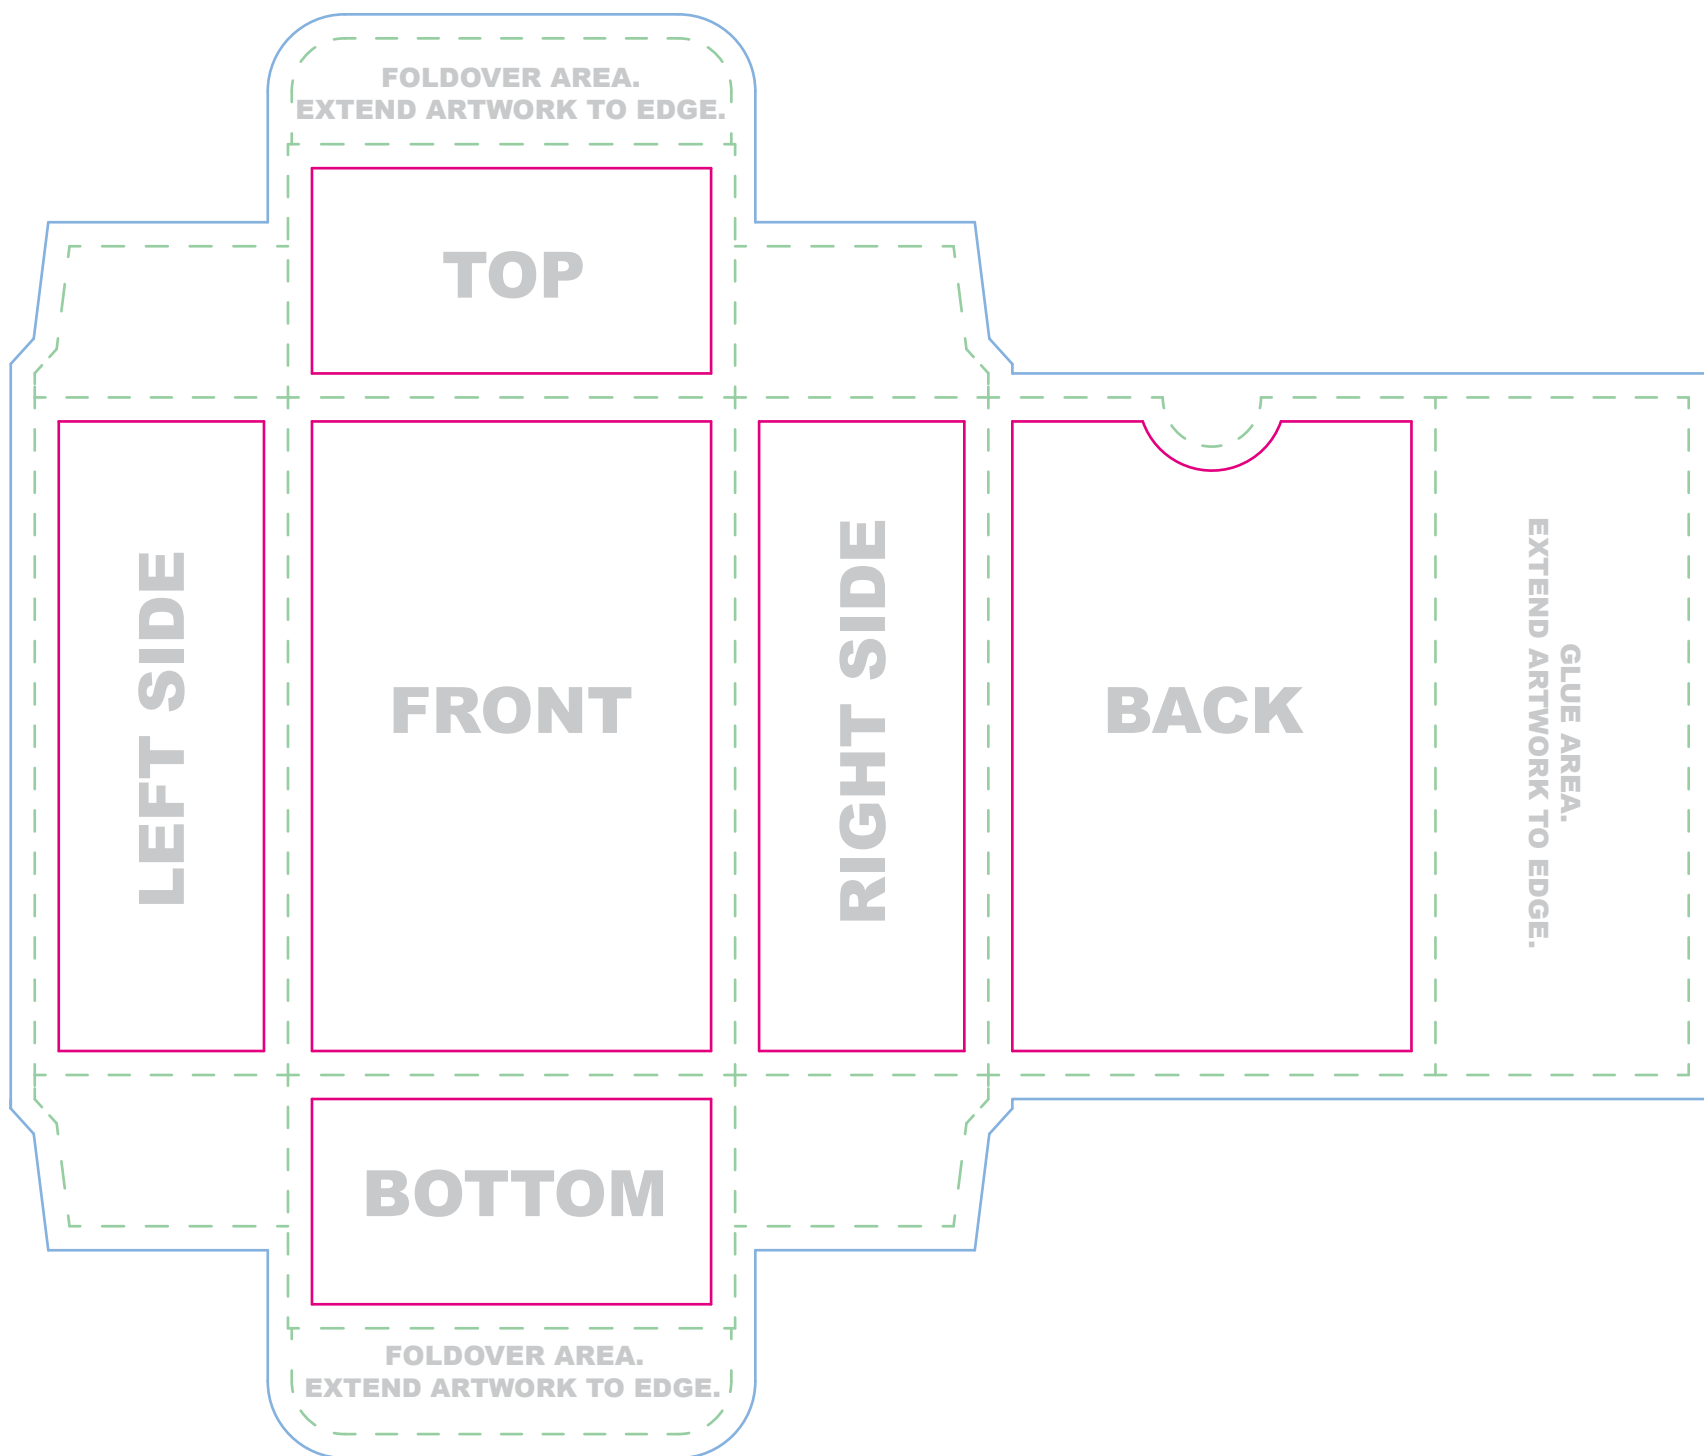 FOLDOVER AREA.
EXTEND ARTWORK TO EDGE.
TOP
LEFT SIDE
FRONT
RIGHT SIDE
BACK
GLUE AREA.
EXTEND ARTWORK TO EDGE.
BOTTOM
FOLDOVER AREA.
EXTEND ARTWORK TO EDGE.